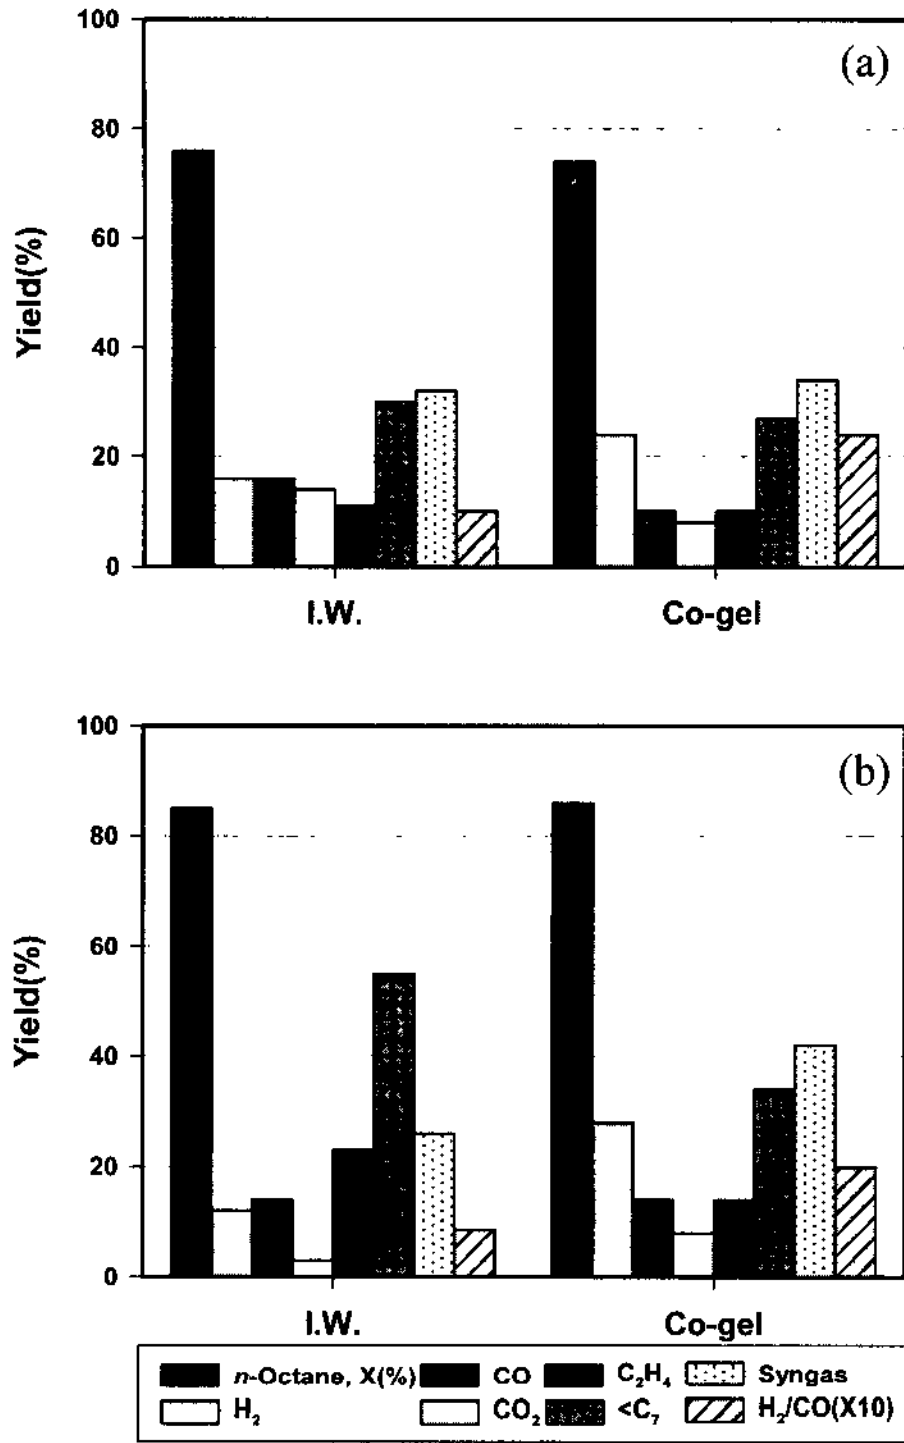 100
(a)
80
60
Yield(%)
40
20
0
I.W.
Co-gel
100
(b)
80
60
Yield(%)
40
20
0
I.W.
Co-gel
n-Octane, X(%) CO C₂H₄ Syngas
H₂ CO₂ <C₇ H₂/CO(X10)